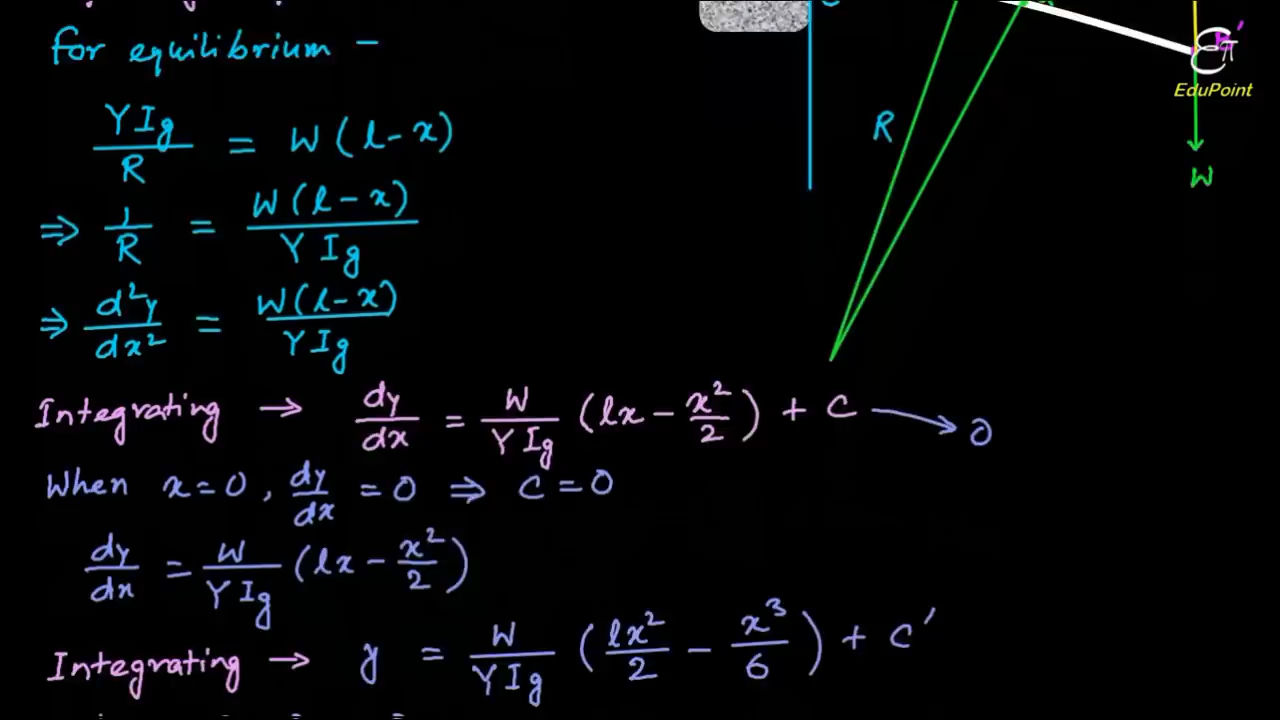 for equilibrium -
YIg/R = W(l-x)
⇒ 1/R = W(l-x)/YIg
⇒ d²y/dx² = W(l-x)/YIg
Integrating → dy/dx = W/YIg (lx - x²/2) + C → 0
When x=0, dy/dx = 0 ⇒ C=0
dy/dx = W/YIg (lx - x²/2)
Integrating → y = W/YIg (lx²/2 - x³/6) + C'
R
EduPoint
W